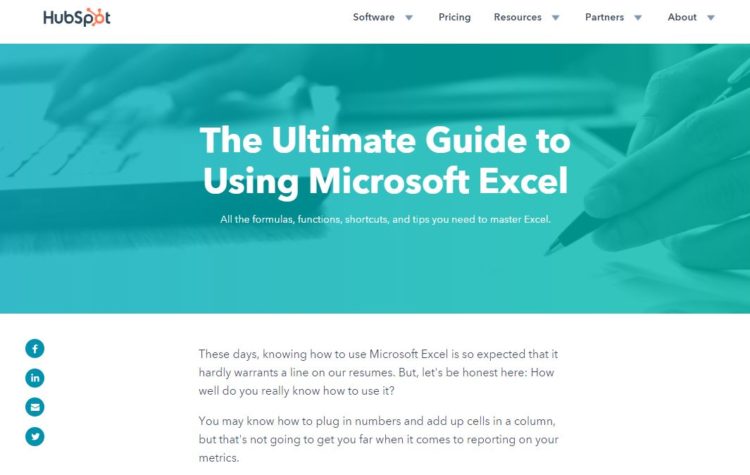 HubSpot
Software Pricing Resources Partners About
The Ultimate Guide to
Using Microsoft Excel
All the formulas, functions, shortcuts, and tips you need to master Excel.
These days, knowing how to use Microsoft Excel is so expected that it
hardly warrants a line on our resumes. But, let's be honest here: How
well do you really know how to use it?
You may know how to plug in numbers and add up cells in a column,
but that's not going to get you far when it comes to reporting on your
metrics.